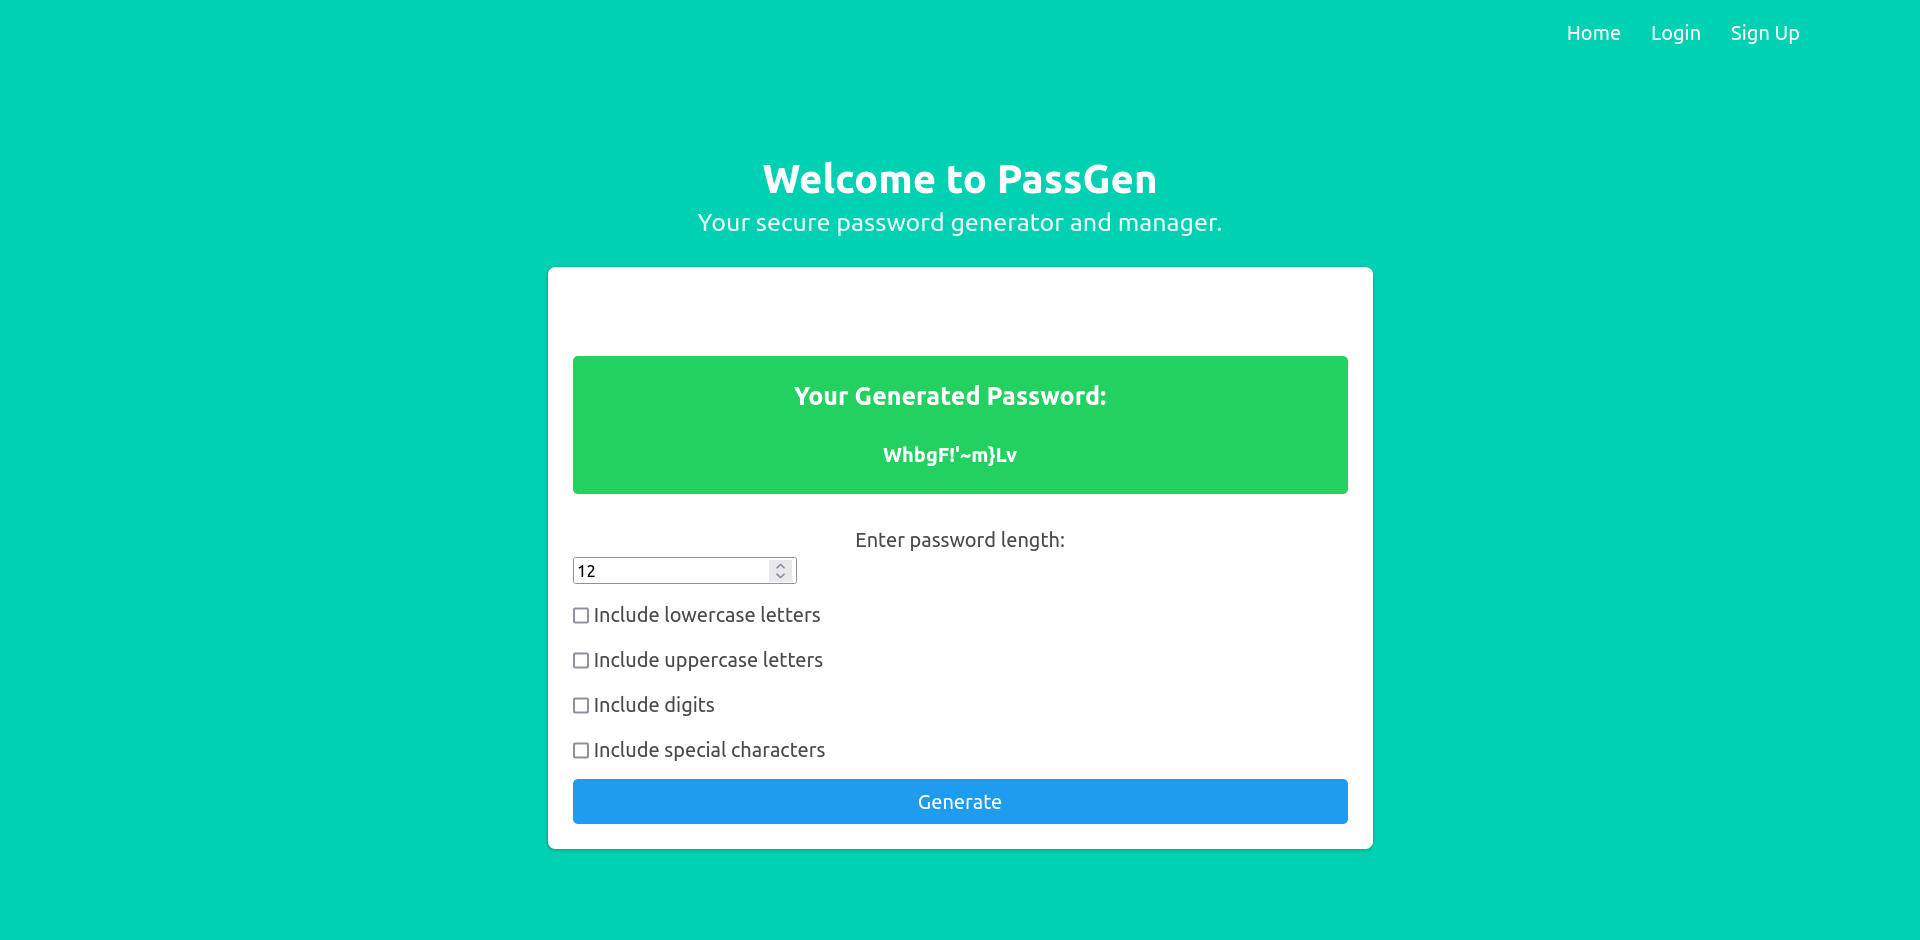 Home Login Sign Up
Welcome to PassGen
Your secure password generator and manager.
Your Generated Password:
WhbgF!'~m}Lv
Enter password length:
12
Include lowercase letters
Include uppercase letters
Include digits
Include special characters
Generate